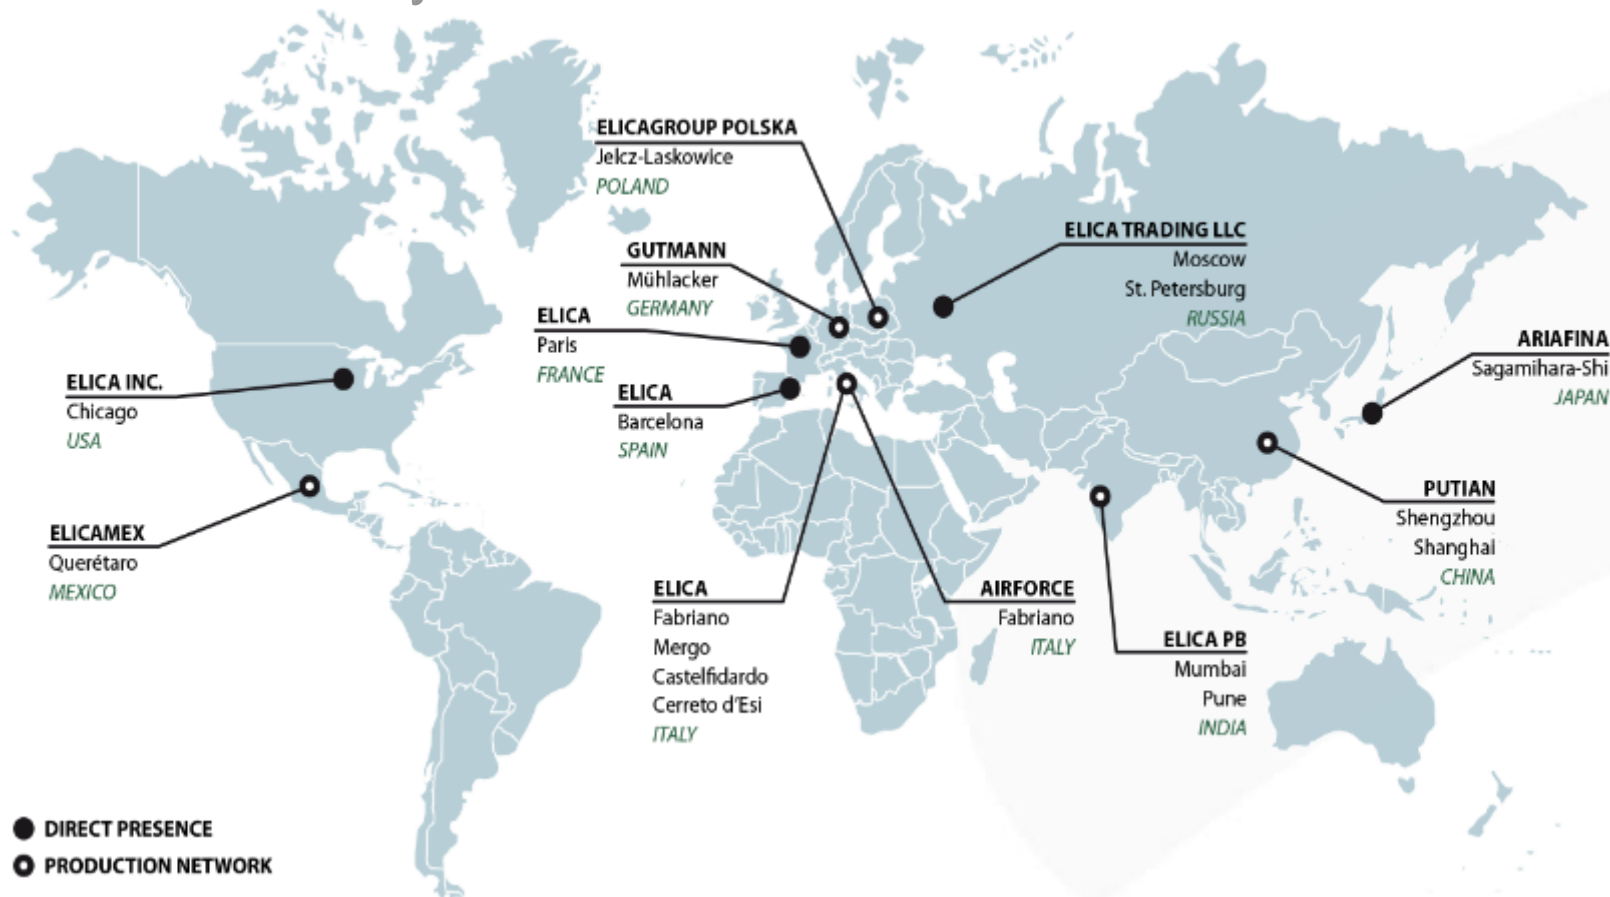 ELICAGROUP POLSKA
Jelcz-Laskowice
POLAND
GUTMANN
Mühlacker
GERMANY
ELICA
Paris
FRANCE
ELICA
Barcelona
SPAIN
ELICA TRADING LLC
Moscow
St. Petersburg
RUSSIA
ARIAFINA
Sagamihara-Shi
JAPAN
ELICA INC.
Chicago
USA
ELICAMEX
Querétaro
MEXICO
ELICA
Fabriano
Mergo
Castelfidardo
Cerreto d'Esi
ITALY
AIRFORCE
Fabriano
ITALY
ELICA PB
Mumbai
Pune
INDIA
PUTIAN
Shengzhou
Shanghai
CHINA
DIRECT PRESENCE
PRODUCTION NETWORK